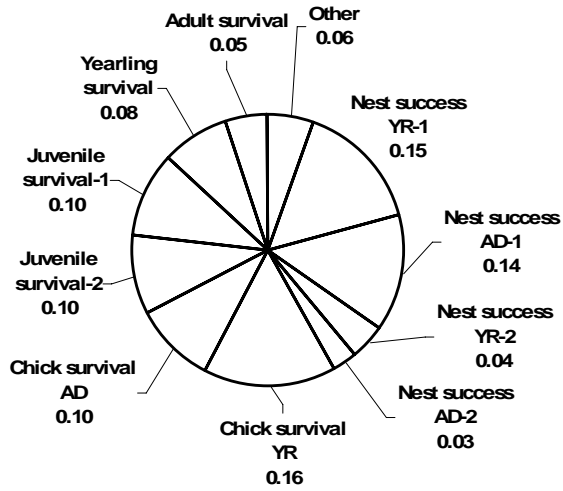 Adult survival
0.05
Other
0.06
Nest success
YR-1
0.15
Nest success
AD-1
0.14
Nest success
YR-2
0.04
Nest success
AD-2
0.03
Chick survival
YR
0.16
Chick survival
AD
0.10
Juvenile
survival-2
0.10
Juvenile
survival-1
0.10
Yearling
survival
0.08